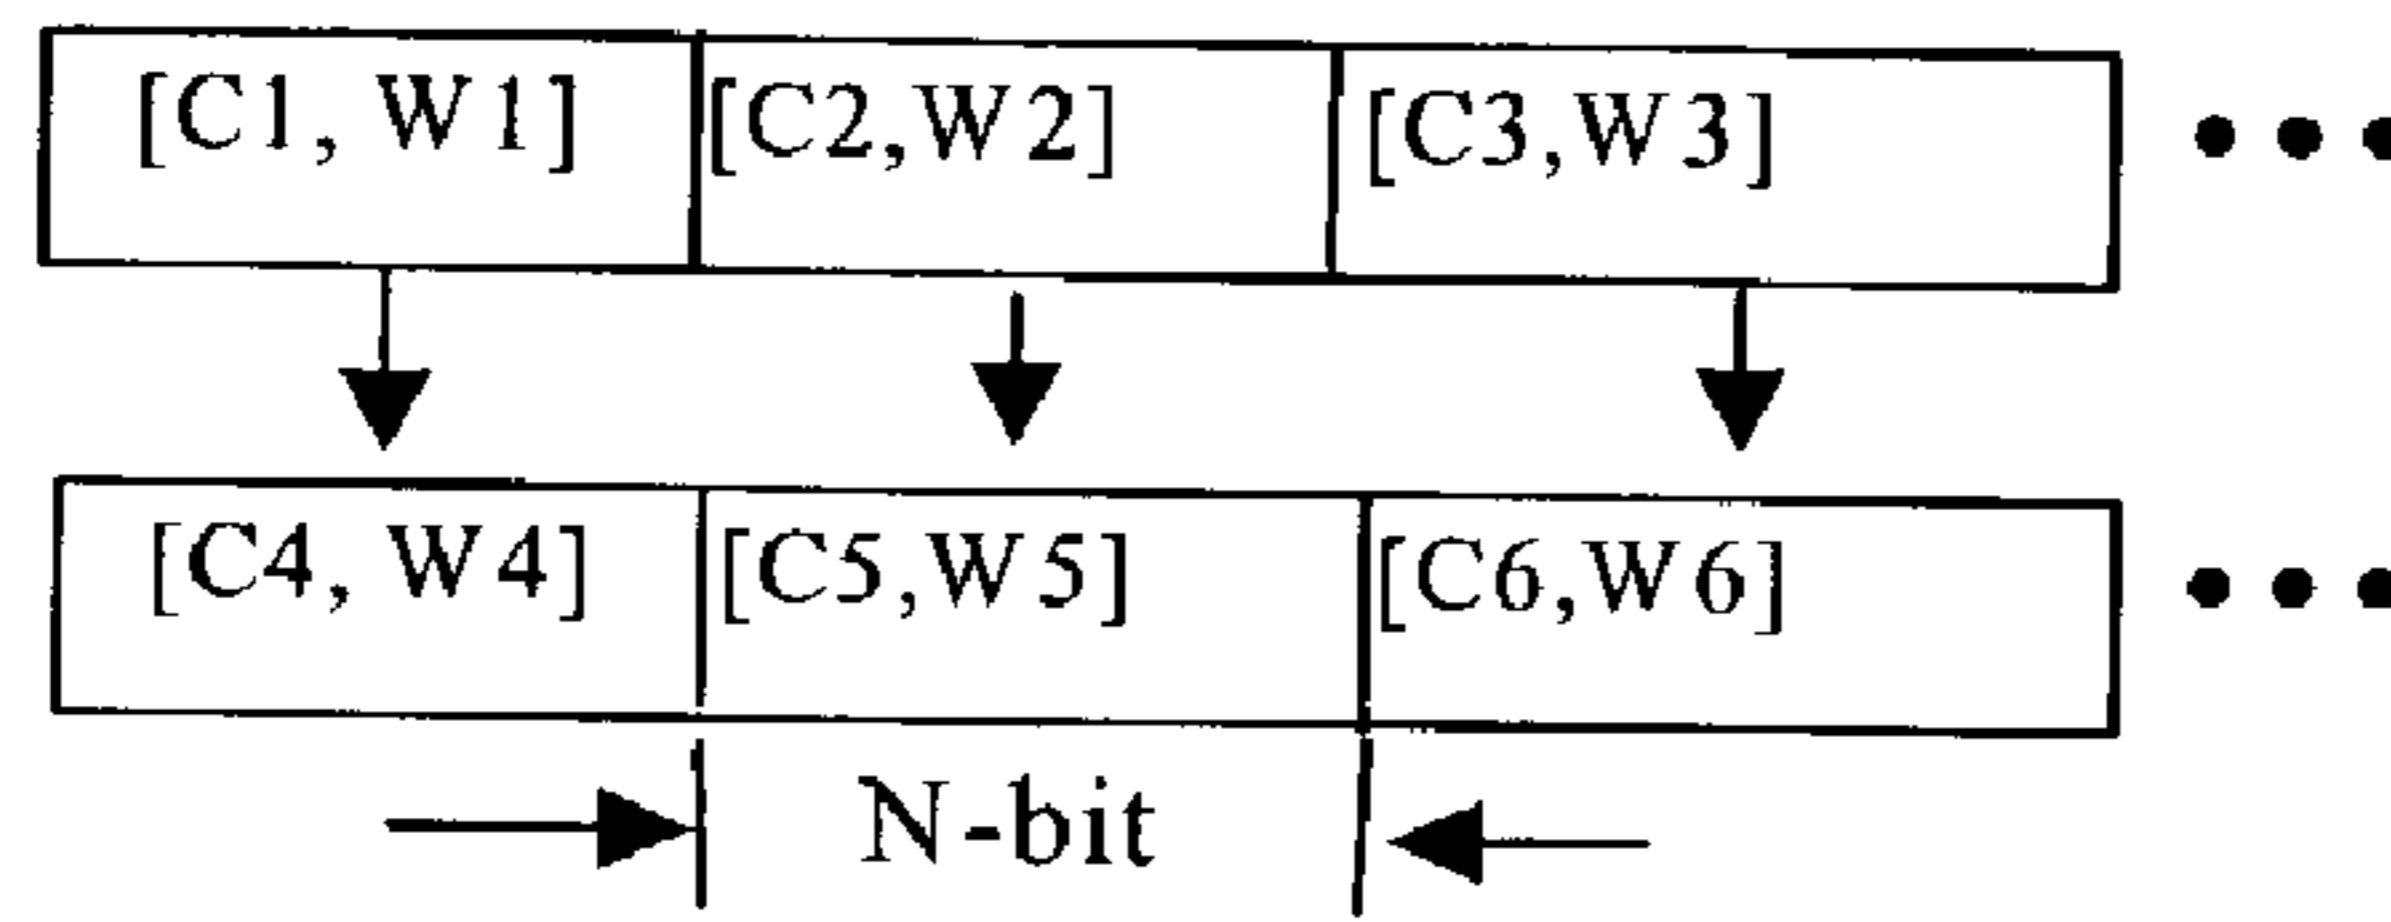 [C1, W1] [C2,W2] [C3,W3] •••
[C4, W4] [C5,W5] [C6,W6] •••
N-bit